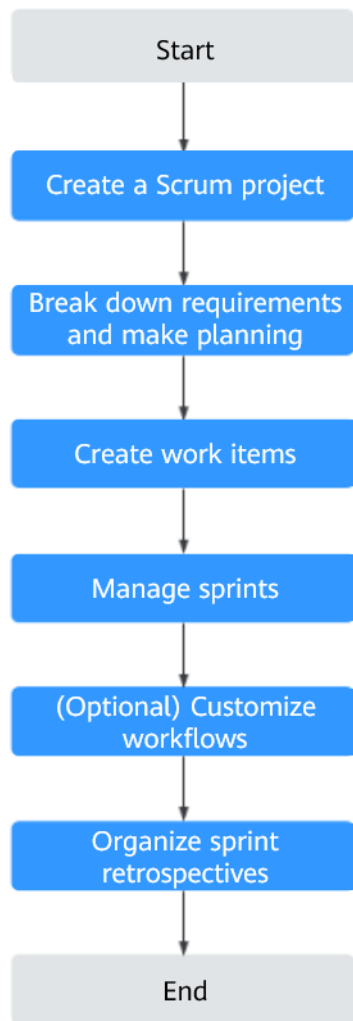 Start
Create a Scrum project
Break down requirements
and make planning
Create work items
Manage sprints
(Optional) Customize
workflows
Organize sprint
retrospectives
End